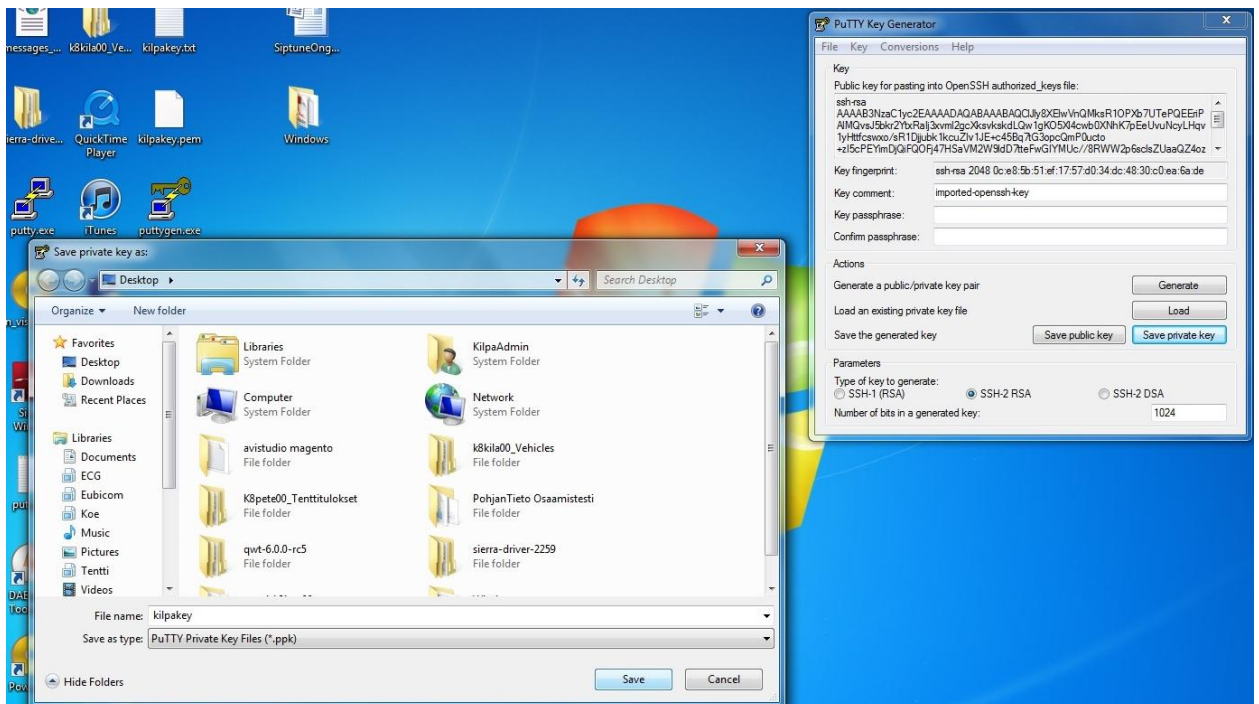 messages_...
k8kila00_Ve...
kilpakey.txt
SiptuneOng...
QuickTime
Player
kilpakey.pem
Windows
putty.exe
iTunes
puttygen.exe
Save private key as:
Desktop
Search Desktop
Organize
New folder
Favorites
Desktop
Downloads
Recent Places
Libraries
Documents
ECG
Eubicom
Koe
Music
Pictures
Tentti
Videos
Libraries
System Folder
KilpaAdmin
System Folder
Computer
System Folder
Network
System Folder
avistudio magento
File folder
k8kila00_Vehicles
File folder
K8pete00_Tenttitulokset
File folder
PohjanTieto Osaamistesti
File folder
qwt-6.0.0-rc5
File folder
sierra-driver-2259
File folder
File name: kilpakey
Save as type: PuTTY Private Key Files (*.ppk)
Hide Folders
Save
Cancel
PuTTY Key Generator
File Key Conversions Help
Key
Public key for pasting into OpenSSH authorized_keys file:
ssh-rsa
Key fingerprint: ssh-rsa 2048 0c:e8:5b:51:ef:17:57:d0:34:dc:48:30:c0:ea:6a:de
Key comment: imported-openssh-key
Key passphrase:
Confirm passphrase:
Actions
Generate a public/private key pair
Generate
Load an existing private key file
Load
Save the generated key
Save public key
Save private key
Parameters
Type of key to generate:
SSH-1 (RSA) SSH-2 RSA SSH-2 DSA
Number of bits in a generated key: 1024